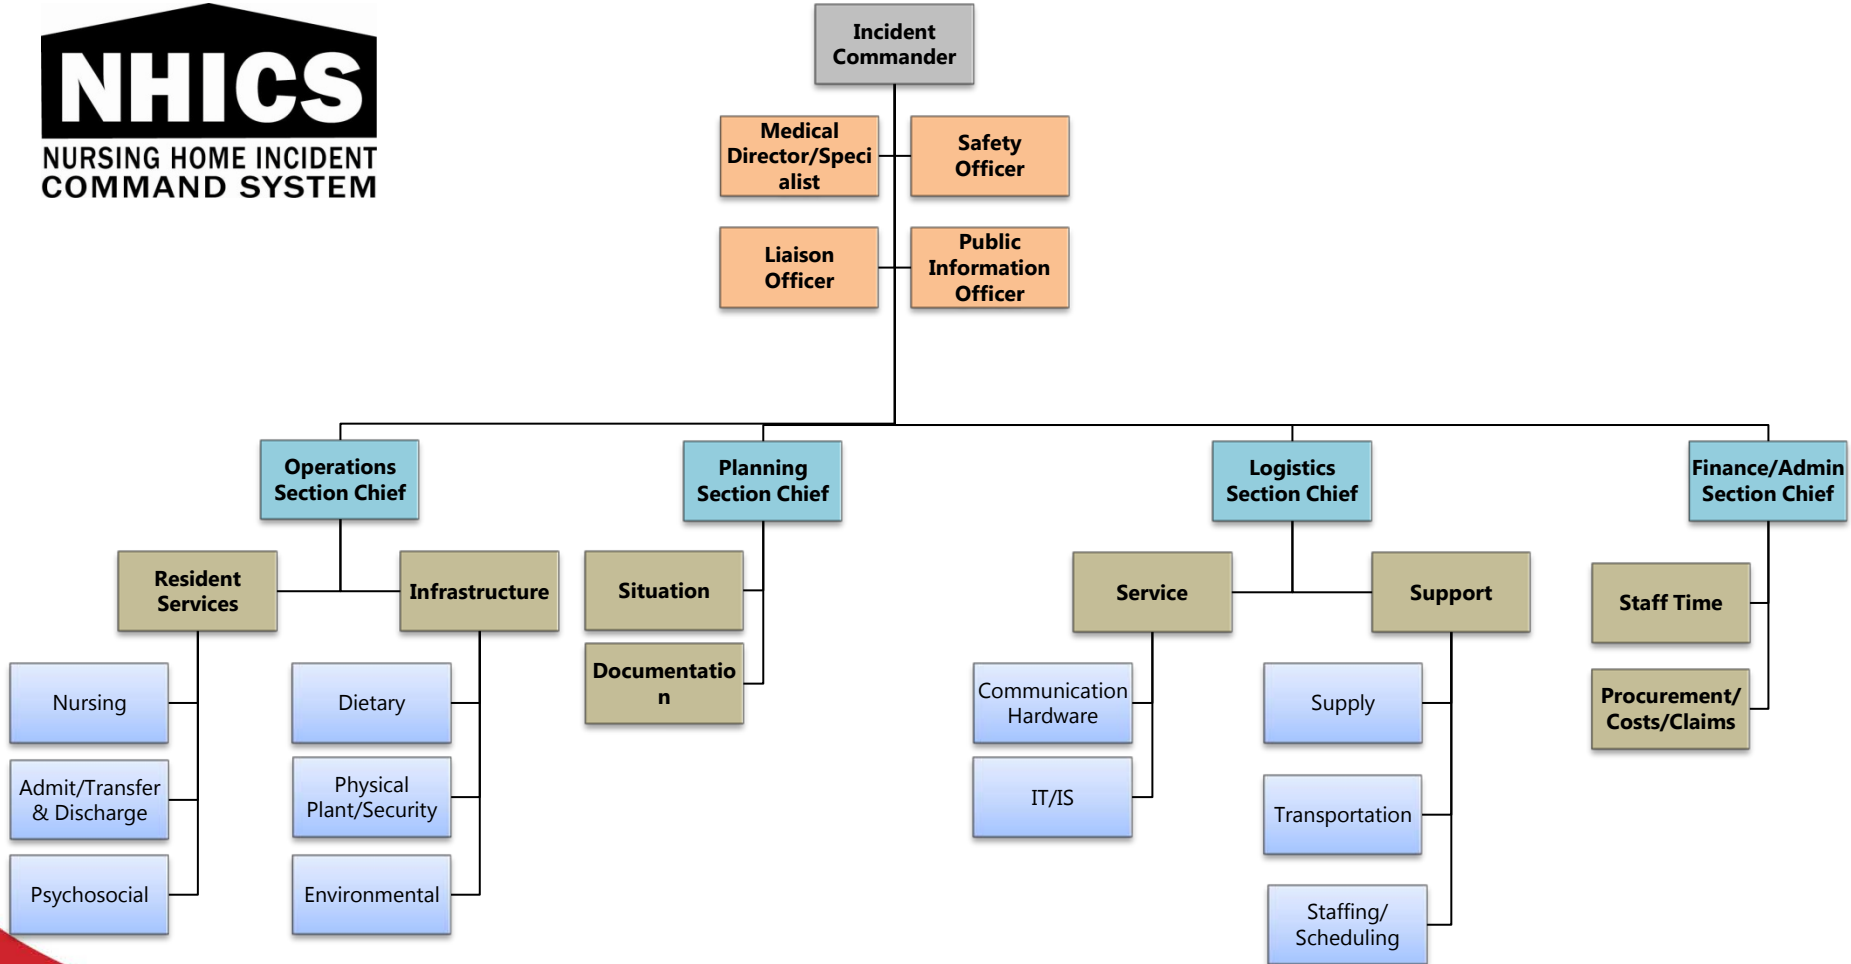 NHICS
NURSING HOME INCIDENT
COMMAND SYSTEM
Incident
Commander
Medical
Director/Speci
alist
Safety
Officer
Liaison
Officer
Public
Information
Officer
Operations
Section Chief
Planning
Section Chief
Logistics
Section Chief
Finance/Admin
Section Chief
Resident
Services
Infrastructure
Situation
Documentatio
n
Service
Support
Staff Time
Procurement/
Costs/Claims
Nursing
Admit/Transfer
& Discharge
Psychosocial
Dietary
Physical
Plant/Security
Environmental
Communication
Hardware
IT/IS
Supply
Transportation
Staffing/
Scheduling